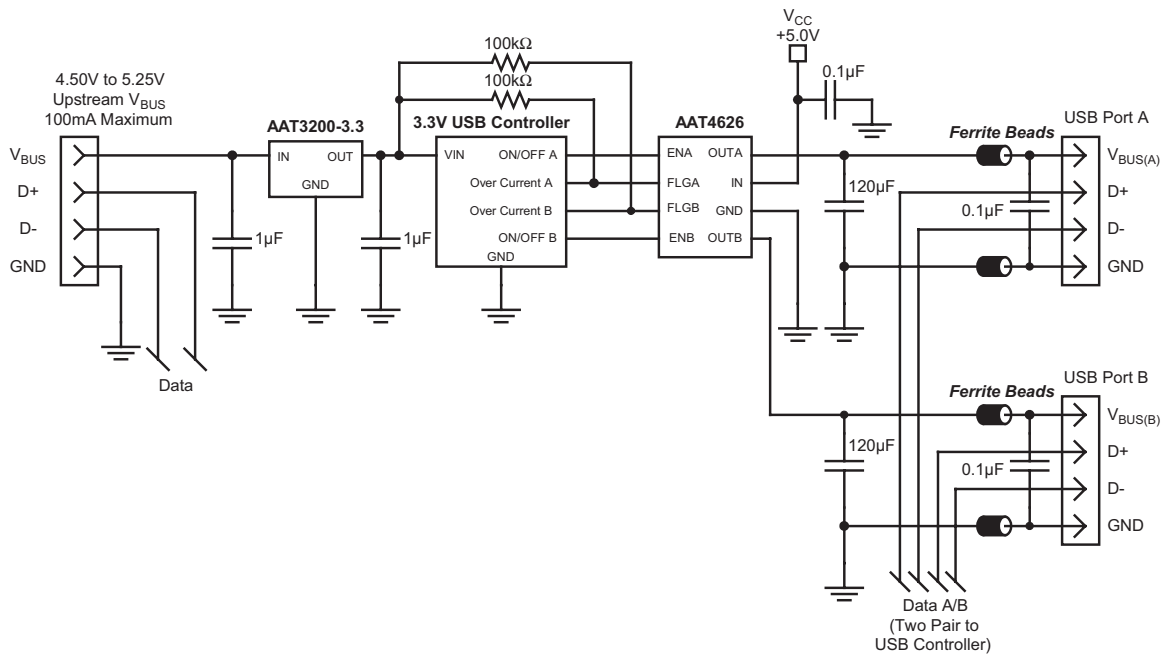 4.50V to 5.25V
Upstream VBUS
100mA Maximum
VBUS
D+
D-
GND
Data
1µF
AAT3200-3.3
IN
OUT
GND
1µF
100kΩ
100kΩ
3.3V USB Controller
VIN
ON/OFF A
Over Current A
Over Current B
ON/OFF B
GND
AAT4626
ENA
OUTA
FLGA
IN
FLGB
GND
ENB
OUTB
VCC
+5.0V
0.1µF
120µF
Ferrite Beads
0.1µF
USB Port A
VBUS(A)
D+
D-
GND
120µF
Ferrite Beads
0.1µF
USB Port B
VBUS(B)
D+
D-
GND
Data A/B
(Two Pair to
USB Controller)